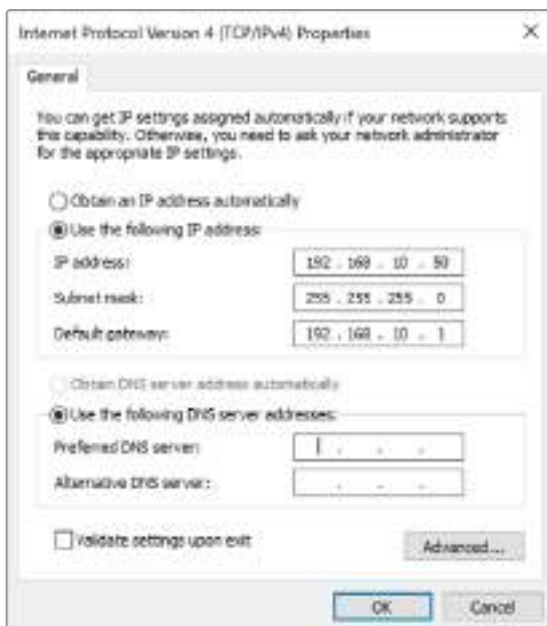 Internet Protocol Version 4 (TCP/IPv4) Properties
General
You can get IP settings assigned automatically if your network supports
this capability. Otherwise, you need to ask your network administrator
for the appropriate IP settings.
Obtain an IP address automatically
Use the following IP address:
IP address: 192 . 168 . 10 . 50
Subnet mask: 255 . 255 . 255 . 0
Default gateway: 192 . 168 . 10 . 1
Obtain DNS server address automatically
Use the following DNS server addresses:
Preferred DNS server: . . .
Alternative DNS server: . . .
Validate settings upon exit
Advanced...
OK Cancel